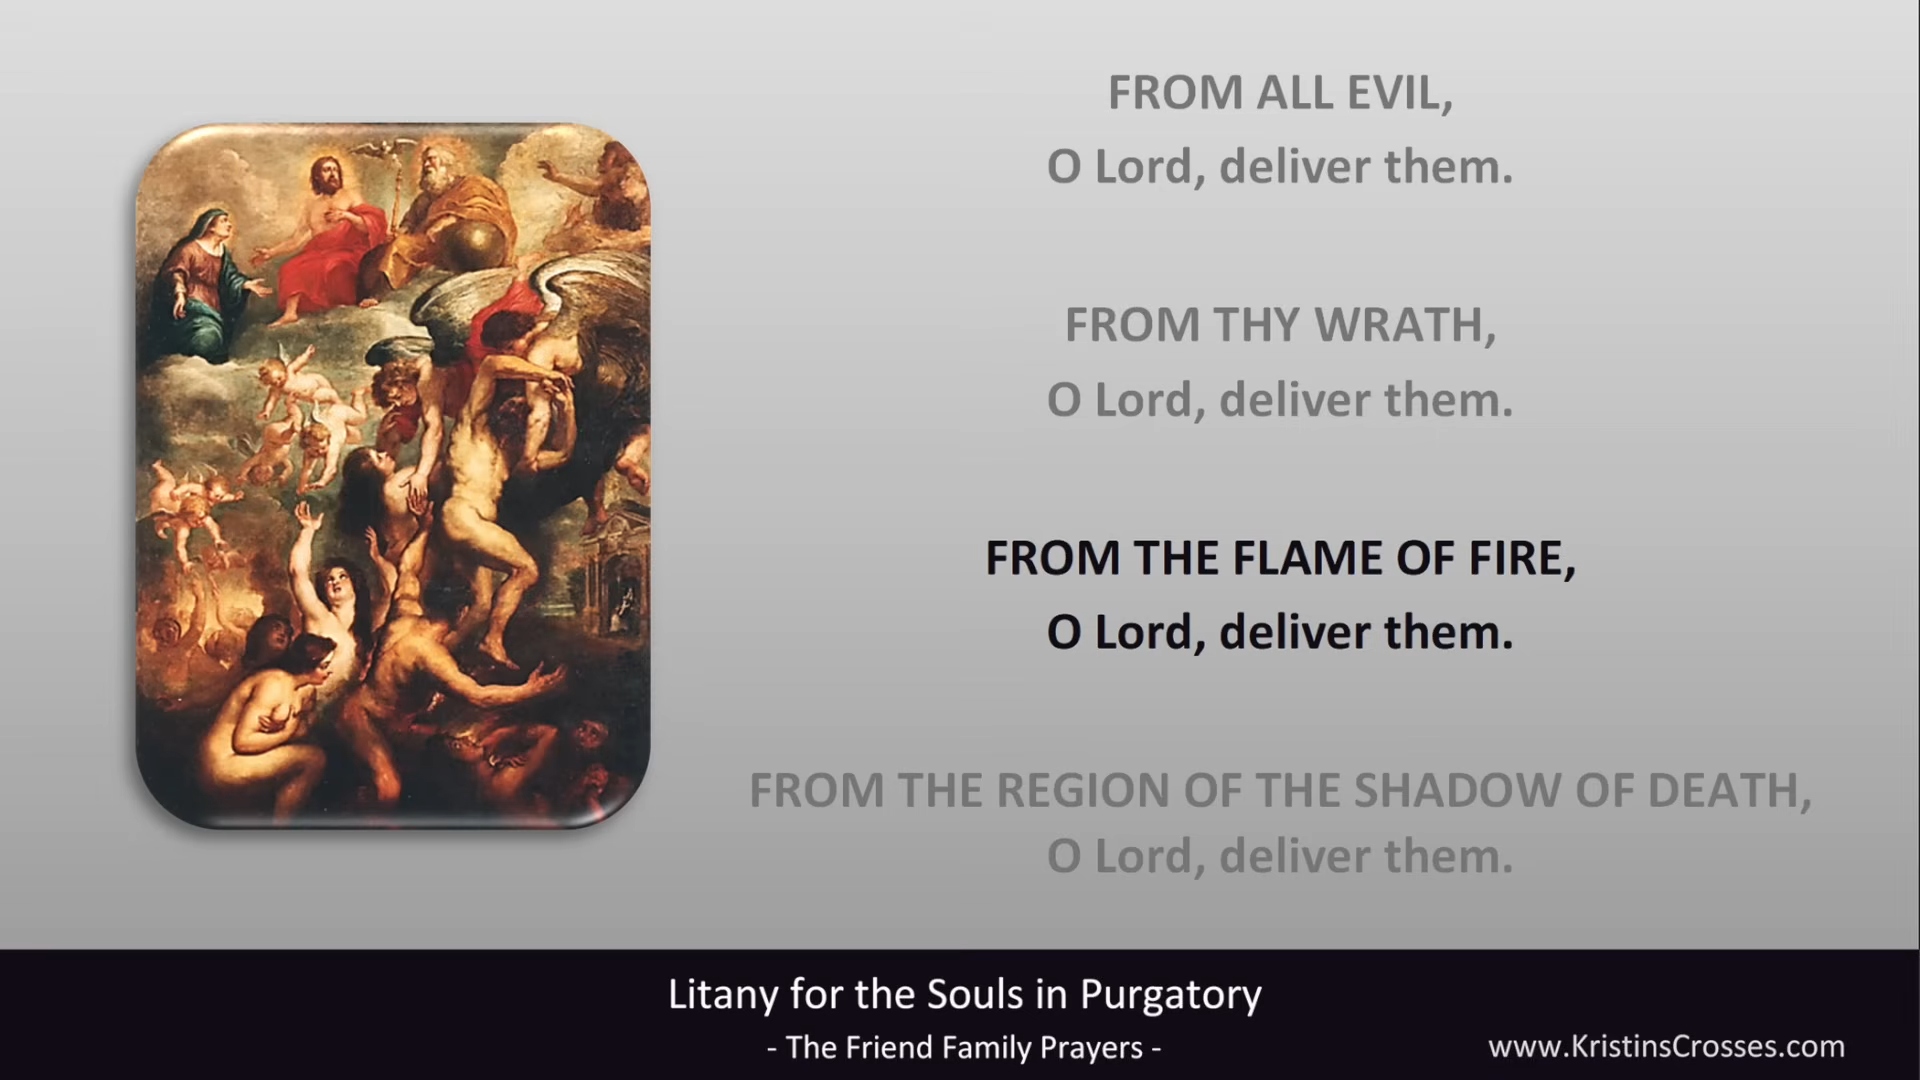 FROM ALL EVIL,
O Lord, deliver them.
FROM THY WRATH,
O Lord, deliver them.
FROM THE FLAME OF FIRE,
O Lord, deliver them.
FROM THE REGION OF THE SHADOW OF DEATH,
O Lord, deliver them.
Litany for the Souls in Purgatory
- The Friend Family Prayers -
www.KristinsCrosses.com